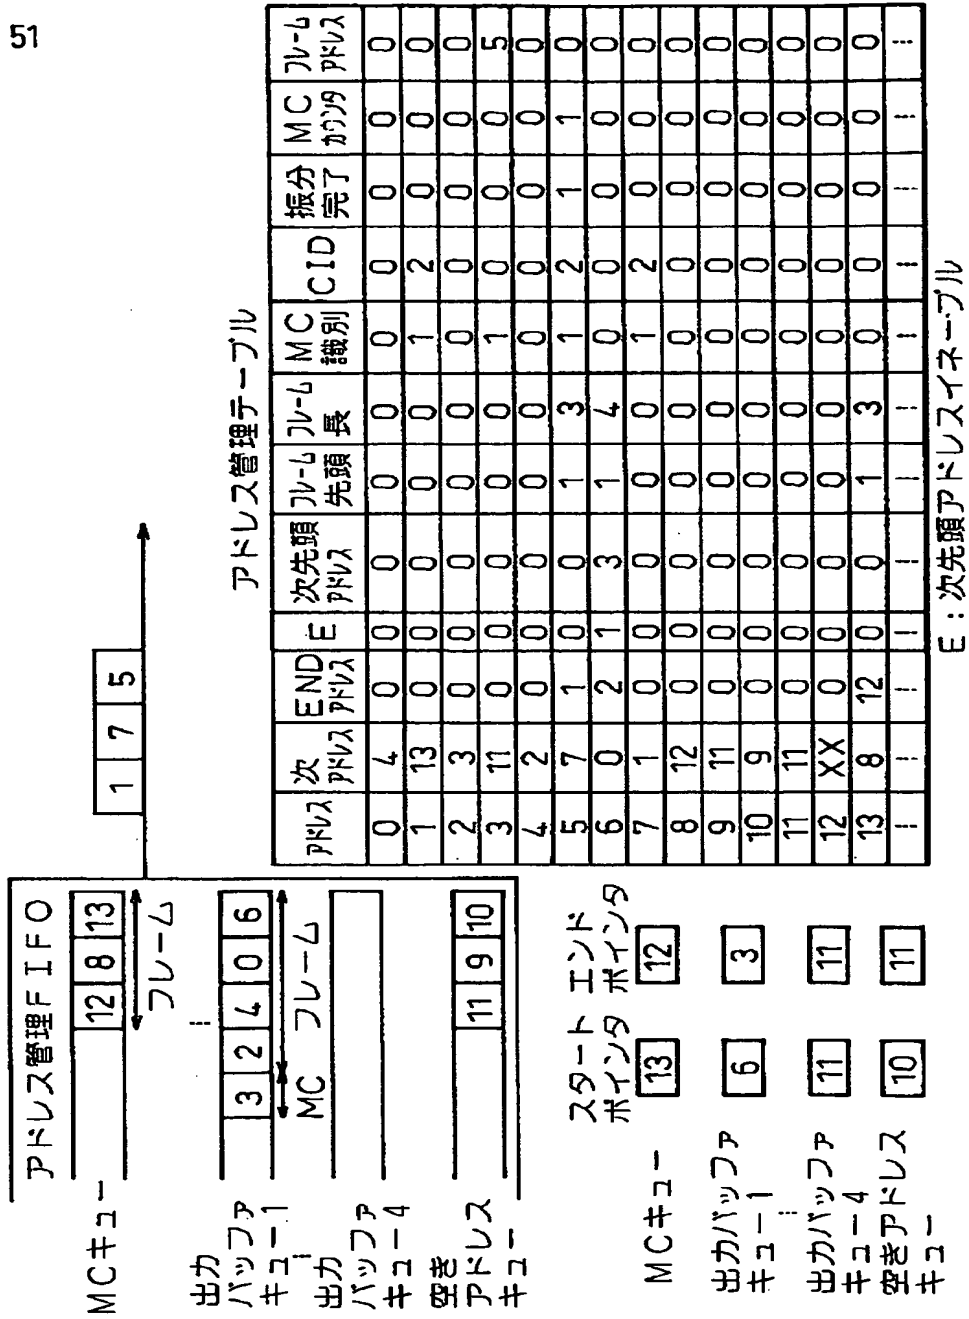 51
アドレス管理FIFO
MCキュー
12 8 13
フレーム
出力
バッファ
キュー1
3 2 4 0 6
MC フレーム
出力
バッファ
キュー4
空き
アドレス
キュー
11 9 10
1 7 5
スタート
ポインタ
エンド
ポインタ
MCキュー 13 12
出力バッファ
キュー1 6 3
出力バッファ
キュー4 11 11
空きアドレス
キュー 10 11
アドレス管理テーブル
アドレス 次アドレス ENDアドレス E 次先頭アドレス フレーム先頭 フレーム長 MC識別 CID 振分完了 MCカウンタ フレームアドレス
0 4 0 0 0 0 0 0 0 0 0 0
1 13 0 0 0 0 0 1 2 0 0 0
2 3 0 0 0 0 0 0 0 0 0 0
3 11 0 0 0 0 0 1 0 0 0 5
4 2 0 0 0 0 0 0 0 0 0 0
5 7 1 0 0 1 3 1 2 1 1 0
6 0 2 1 3 1 4 0 0 0 0 0
7 1 0 0 0 0 0 1 2 0 0 0
8 12 0 0 0 0 0 0 0 0 0 0
9 11 0 0 0 0 0 0 0 0 0 0
10 9 0 0 0 0 0 0 0 0 0 0
11 11 0 0 0 0 0 0 0 0 0 0
12 XX 0 0 0 0 0 0 0 0 0 0
13 8 12 0 0 1 3 0 0 0 0 0
E：次先頭アドレスイネーブル